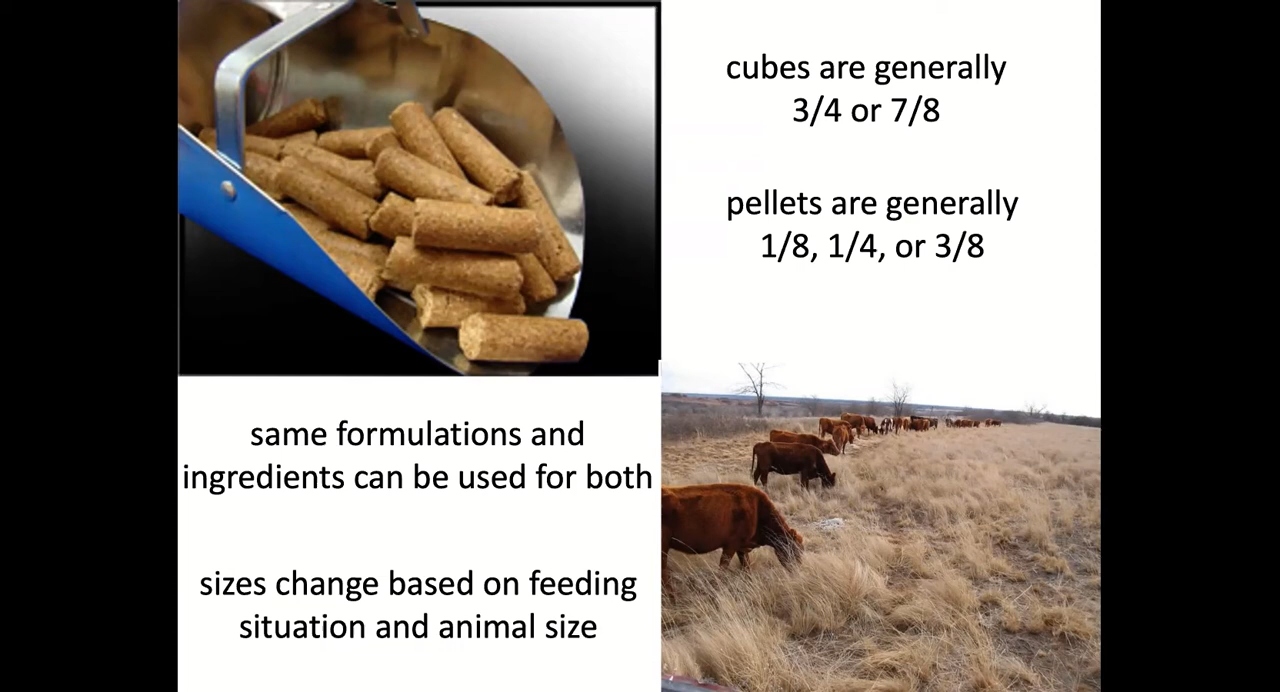 cubes are generally
3/4 or 7/8
pellets are generally
1/8, 1/4, or 3/8
same formulations and
ingredients can be used for both
sizes change based on feeding
situation and animal size